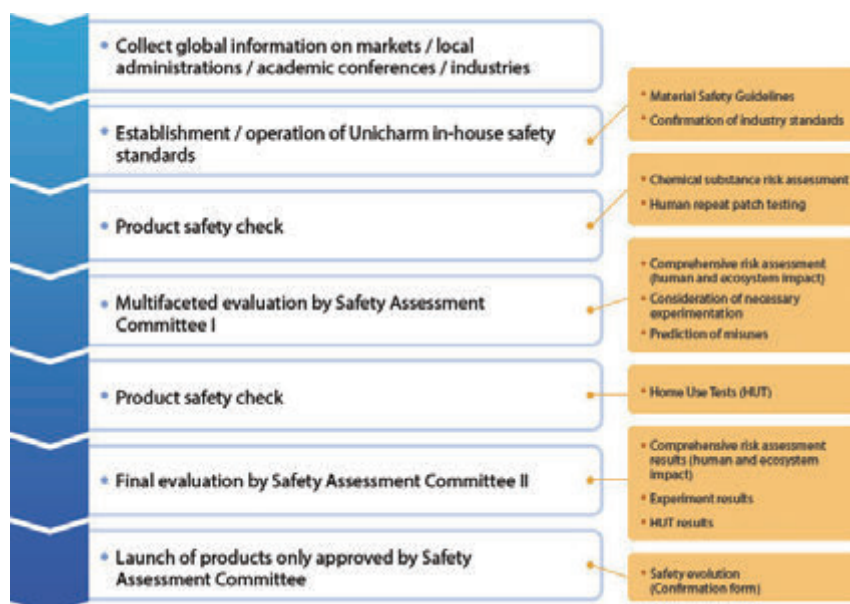 • Collect global information on markets / local
administrations / academic conferences / industries
• Establishment / operation of Unicharm in-house safety
standards
• Material Safety Guidelines
• Confirmation of industry standards
• Product safety check
• Chemical substance risk assessment
• Human repeat patch testing
• Multifaceted evaluation by Safety Assessment
Committee I
• Comprehensive risk assessment
(human and ecosystem impact)
• Consideration of necessary
experimentation
• Prediction of misuses
• Product safety check
• Home Use Tests (HUT)
• Final evaluation by Safety Assessment Committee II
• Comprehensive risk assessment
results (human and ecosystem
impact)
• Experiment results
• HUT results
• Launch of products only approved by Safety
Assessment Committee
• Safety evolution
(Confirmation form)